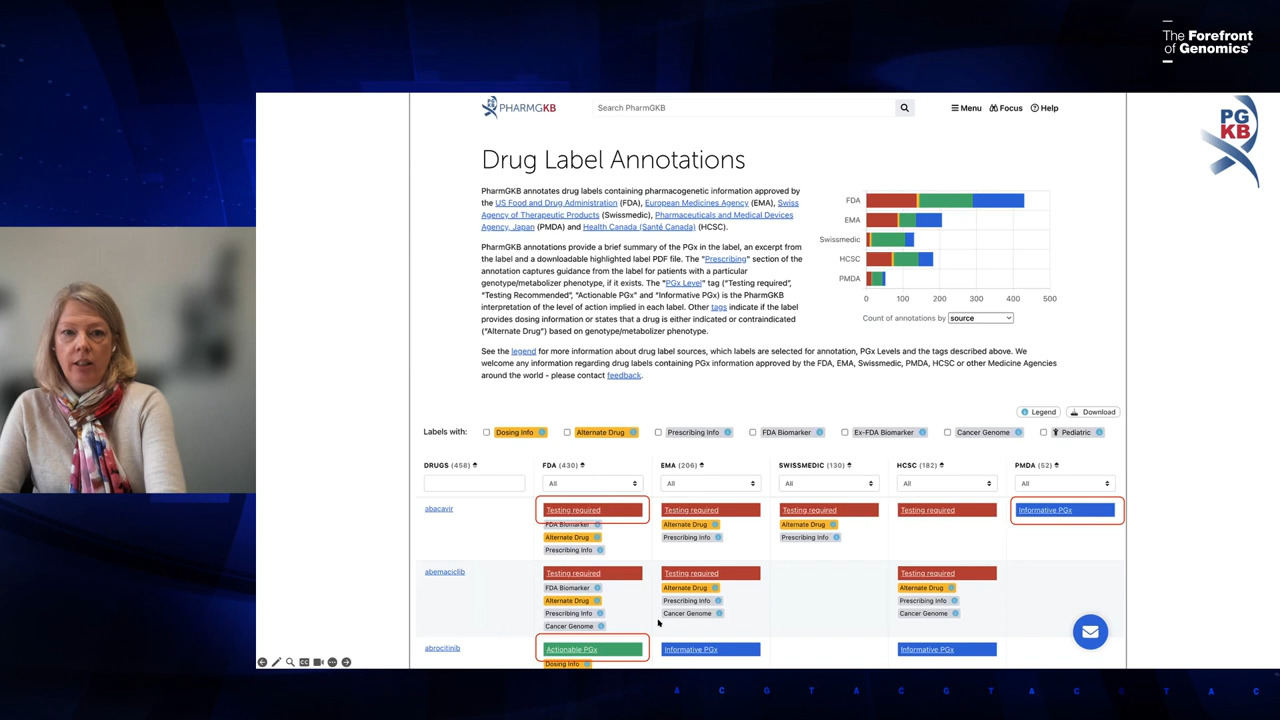 The Forefront
of Genomics®
PHARMGKB
Search PharmGKB
Menu
Focus
Help
PG
KB
Drug Label Annotations
PharmGKB annotates drug labels containing pharmacogenetic information approved by
the US Food and Drug Administration (FDA), European Medicines Agency (EMA), Swiss
Agency of Therapeutic Products (Swissmedic), Pharmaceuticals and Medical Devices
Agency, Japan (PMDA) and Health Canada (Santé Canada) (HCSC).
PharmGKB annotations provide a brief summary of the PGx in the label, an excerpt from
the label and a downloadable highlighted label PDF file. The "Prescribing" section of the
annotation captures guidance from the label for patients with a particular
genotype/metabolizer phenotype, if it exists. The "PGx Level" tag ("Testing required",
"Testing Recommended", "Actionable PGx" and "Informative PGx) is the PharmGKB
interpretation of the level of action implied in each label. Other tags indicate if the label
provides dosing information or states that a drug is either indicated or contraindicated
("Alternate Drug") based on genotype/metabolizer phenotype.
FDA
EMA
Swissmedic
HCSC
PMDA
0 100 200 300 400 500
Count of annotations by source
See the legend for more information about drug label sources, which labels are selected for annotation, PGx Levels and the tags described above. We
welcome any information regarding drug labels containing PGx information approved by the FDA, EMA, Swissmedic, PMDA, HCSC or other Medicine Agencies
around the world - please contact feedback.
Legend Download
Labels with: Dosing Info Alternate Drug Prescribing Info FDA Biomarker Ex-FDA Biomarker Cancer Genome Pediatric
DRUGS (458) FDA (430) EMA (206) SWISSMEDIC (130) HCSC (182) PMDA (52)
All All All All All
abacavir Testing required Testing required Testing required Testing required Informative PGx
FDA Biomarker Alternate Drug Alternate Drug
Alternate Drug Prescribing Info Prescribing Info
Prescribing Info
abemaciclib Testing required Testing required Testing required
FDA Biomarker Alternate Drug Alternate Drug
Alternate Drug Prescribing Info Prescribing Info
Prescribing Info Cancer Genome Cancer Genome
Cancer Genome
abrocitinib Actionable PGx Informative PGx Informative PGx
Dosing Info
A C G T A C G T A C G T A C